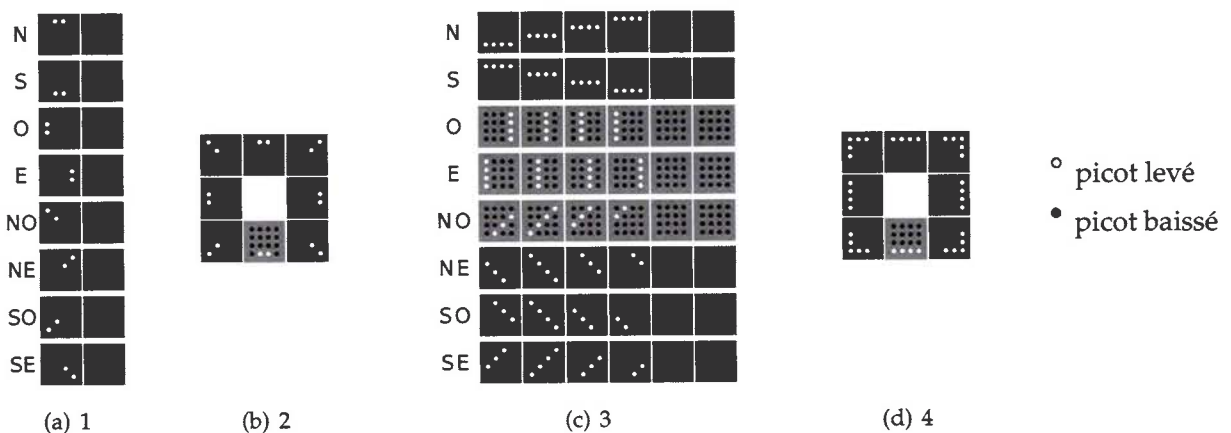 N
S
O
E
NO
NE
SO
SE
(a) 1
(b) 2
N
S
O
E
NO
NE
SO
SE
(c) 3
(d) 4
picot levé
picot baissé